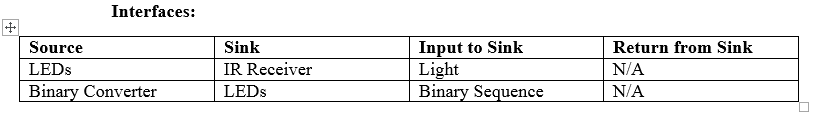 Interfaces:
Source Sink Input to Sink Return from Sink
LEDs IR Receiver Light N/A
Binary Converter LEDs Binary Sequence N/A